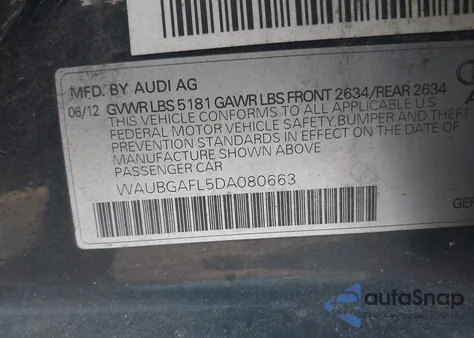 MFD. BY AUDI AG
06/12 GVWR LBS 5181 GAWR LBS FRONT 2634/REAR 2634
THIS VEHICLE CONFORMS TO ALL APPLICABLE
FEDERAL MOTOR VEHICLE SAFETY, BUMPER AND THEFT
PREVENTION STANDARDS IN EFFECT ON THE DATE OF
MANUFACTURE SHOWN ABOVE
PASSENGER CAR
WAUBGAFL5DA080663
GER
autoSnap